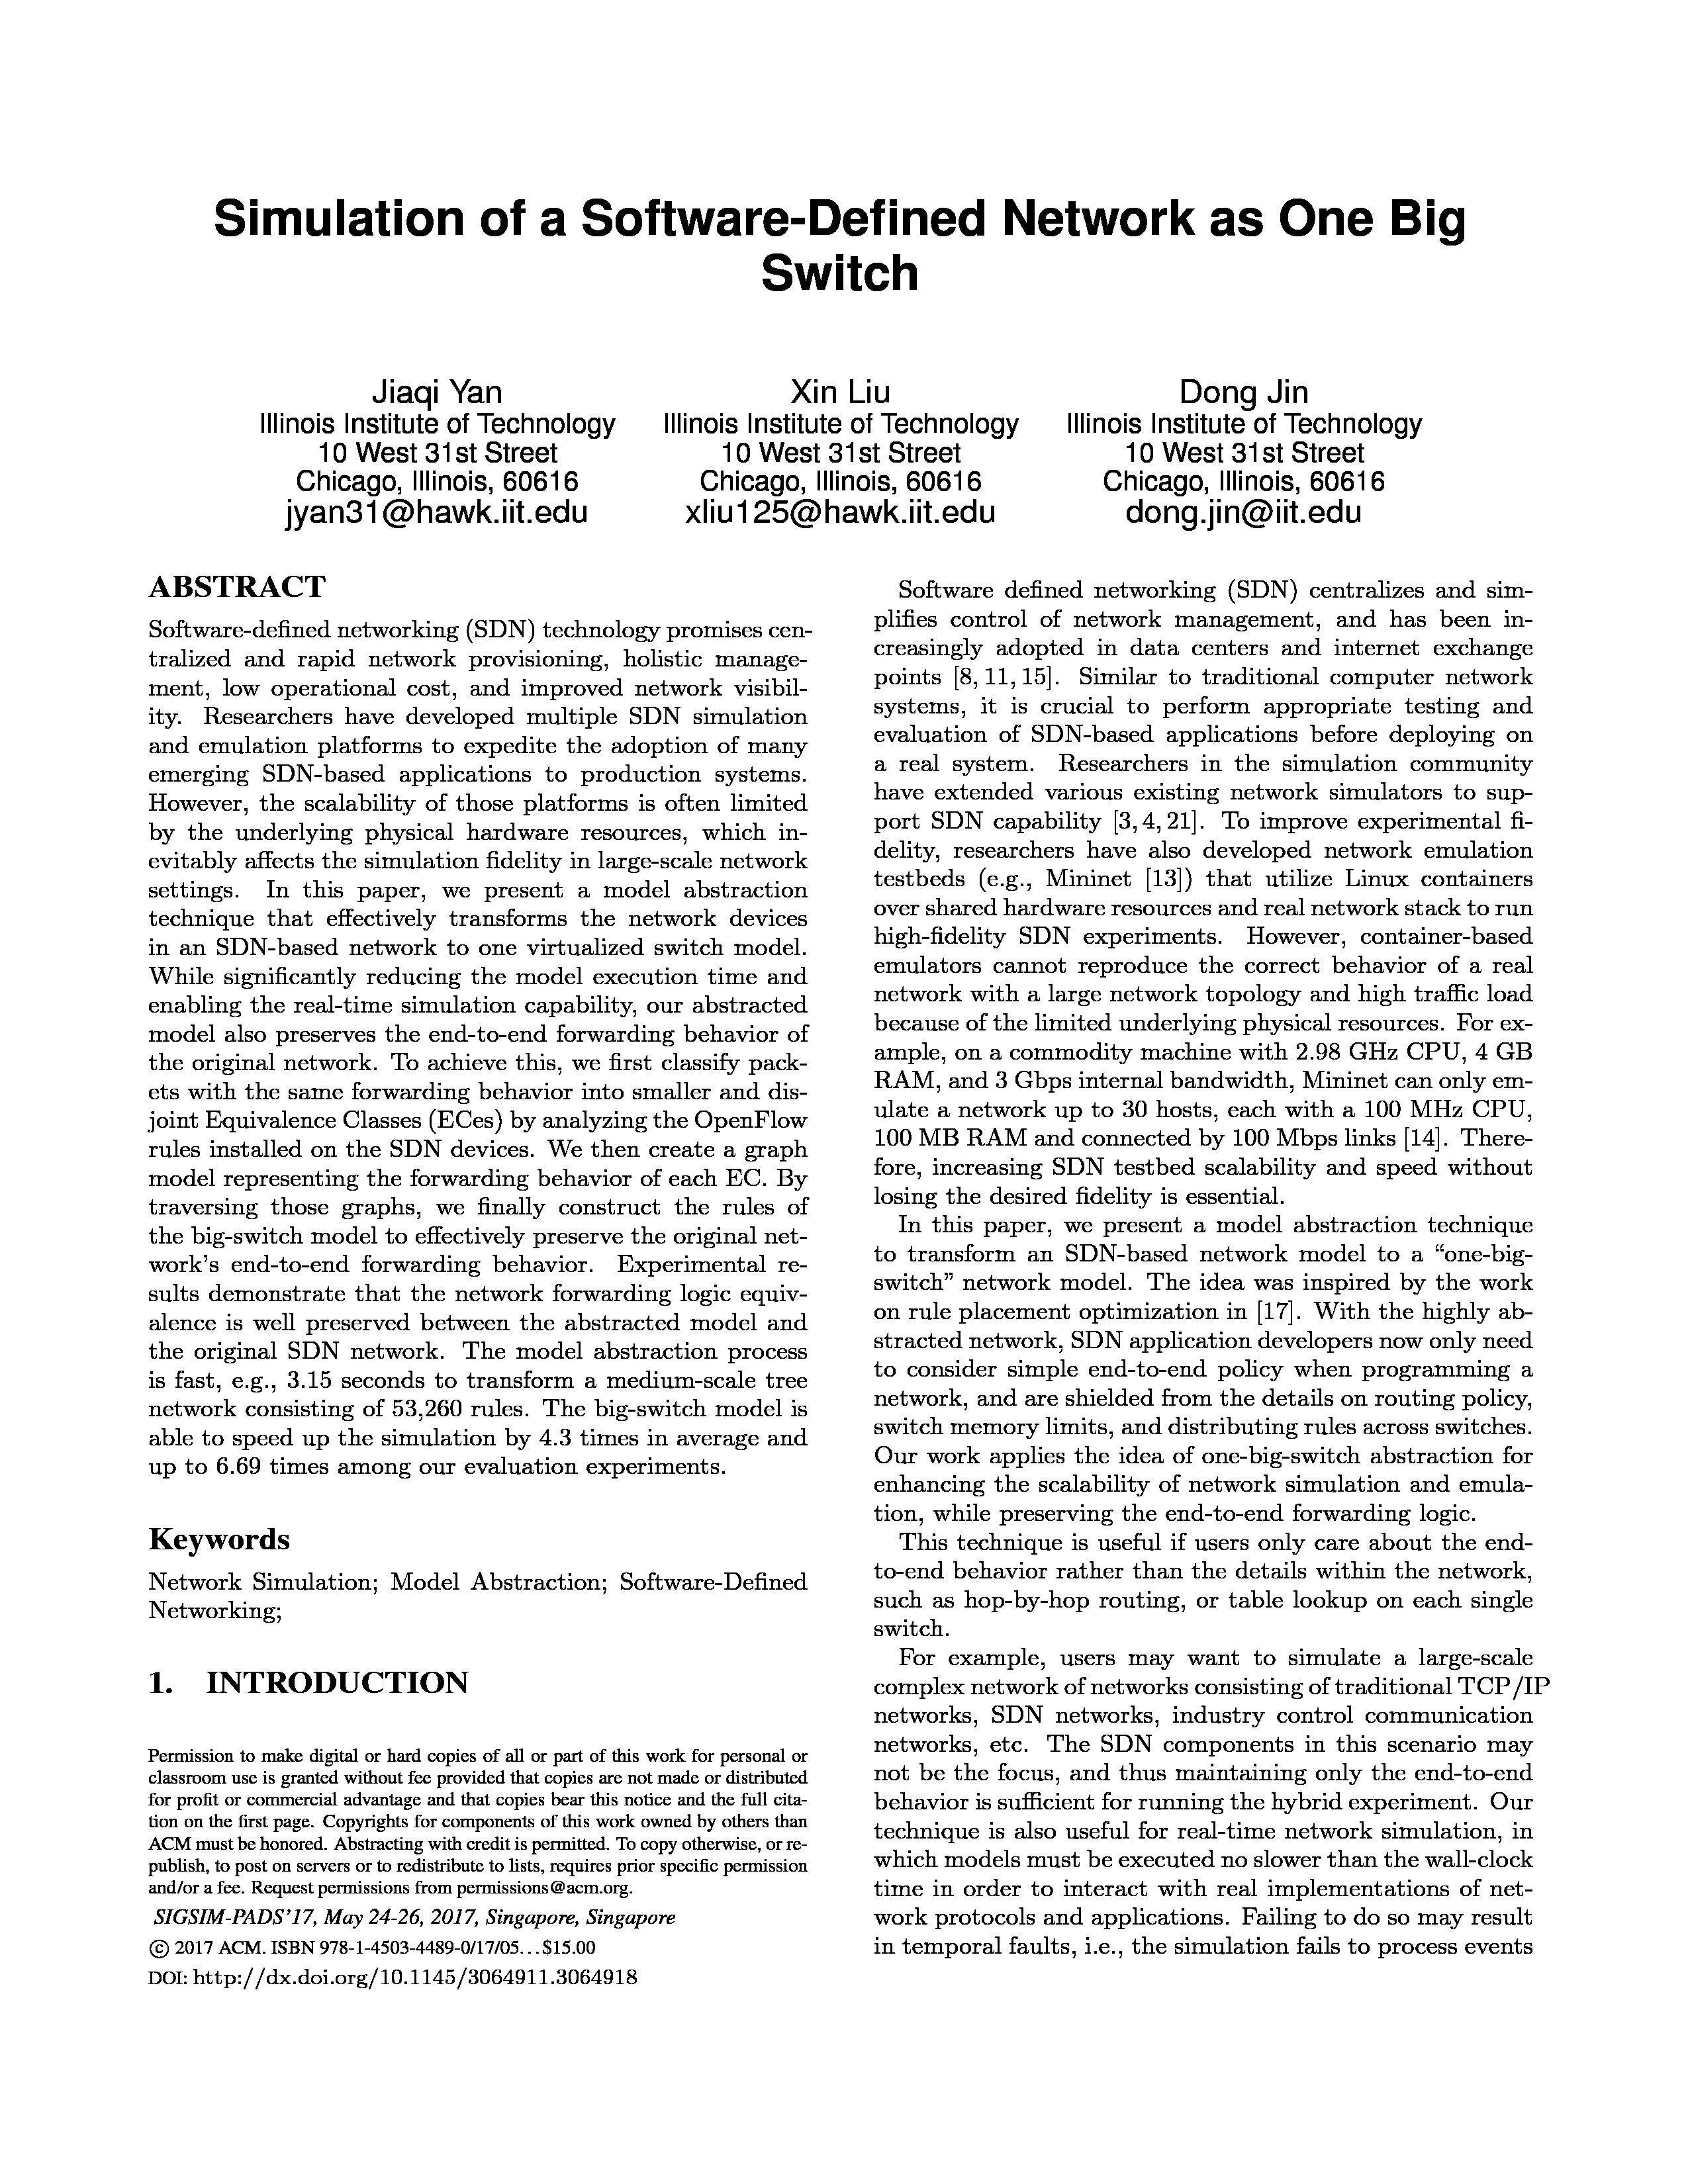 Simulation of a Software-Defined Network as One Big
Switch
Jiaqi Yan
Illinois Institute of Technology
10 West 31st Street
Chicago, Illinois, 60616
jyan31@hawk.iit.edu
Xin Liu
Illinois Institute of Technology
10 West 31st Street
Chicago, Illinois, 60616
xliu125@hawk.iit.edu
Dong Jin
Illinois Institute of Technology
10 West 31st Street
Chicago, Illinois, 60616
dong.jin@iit.edu
ABSTRACT
Software-defined networking (SDN) technology promises cen-
tralized and rapid network provisioning, holistic manage-
ment, low operational cost, and improved network visibil-
ity. Researchers have developed multiple SDN simulation
and emulation platforms to expedite the adoption of many
emerging SDN-based applications to production systems.
However, the scalability of those platforms is often limited
by the underlying physical hardware resources, which in-
evitably affects the simulation fidelity in large-scale network
settings. In this paper, we present a model abstraction
technique that effectively transforms the network devices
in an SDN-based network to one virtualized switch model.
While significantly reducing the model execution time and
enabling the real-time simulation capability, our abstracted
model also preserves the end-to-end forwarding behavior of
the original network. To achieve this, we first classify pack-
ets with the same forwarding behavior into smaller and dis-
joint Equivalence Classes (ECes) by analyzing the OpenFlow
rules installed on the SDN devices. We then create a graph
model representing the forwarding behavior of each EC. By
traversing those graphs, we finally construct the rules of
the big-switch model to effectively preserve the original net-
work's end-to-end forwarding behavior. Experimental re-
sults demonstrate that the network forwarding logic equiv-
alence is well preserved between the abstracted model and
the original SDN network. The model abstraction process
is fast, e.g., 3.15 seconds to transform a medium-scale tree
network consisting of 53,260 rules. The big-switch model is
able to speed up the simulation by 4.3 times in average and
up to 6.69 times among our evaluation experiments.
Keywords
Network Simulation; Model Abstraction; Software-Defined
Networking;
1. INTRODUCTION
Permission to make digital or hard copies of all or part of this work for personal or
classroom use is granted without fee provided that copies are not made or distributed
for profit or commercial advantage and that copies bear this notice and the full cita-
tion on the first page. Copyrights for components of this work owned by others than
ACM must be honored. Abstracting with credit is permitted. To copy otherwise, or re-
publish, to post on servers or to redistribute to lists, requires prior specific permission
and/or a fee. Request permissions from permissions@acm.org.
SIGSIM-PADS'17, May 24-26, 2017, Singapore, Singapore
© 2017 ACM. ISBN 978-1-4503-4489-0/17/05...$15.00
DOI: http://dx.doi.org/10.1145/3064911.3064918
Software defined networking (SDN) centralizes and sim-
plifies control of network management, and has been in-
creasingly adopted in data centers and internet exchange
points [8, 11, 15]. Similar to traditional computer network
systems, it is crucial to perform appropriate testing and
evaluation of SDN-based applications before deploying on
a real system. Researchers in the simulation community
have extended various existing network simulators to sup-
port SDN capability [3, 4, 21]. To improve experimental fi-
delity, researchers have also developed network emulation
testbeds (e.g., Mininet [13]) that utilize Linux containers
over shared hardware resources and real network stack to run
high-fidelity SDN experiments. However, container-based
emulators cannot reproduce the correct behavior of a real
network with a large network topology and high traffic load
because of the limited underlying physical resources. For ex-
ample, on a commodity machine with 2.98 GHz CPU, 4 GB
RAM, and 3 Gbps internal bandwidth, Mininet can only em-
ulate a network up to 30 hosts, each with a 100 MHz CPU,
100 MB RAM and connected by 100 Mbps links [14]. There-
fore, increasing SDN testbed scalability and speed without
losing the desired fidelity is essential.
In this paper, we present a model abstraction technique
to transform an SDN-based network model to a “one-big-
switch” network model. The idea was inspired by the work
on rule placement optimization in [17]. With the highly ab-
stracted network, SDN application developers now only need
to consider simple end-to-end policy when programming a
network, and are shielded from the details on routing policy,
switch memory limits, and distributing rules across switches.
Our work applies the idea of one-big-switch abstraction for
enhancing the scalability of network simulation and emula-
tion, while preserving the end-to-end forwarding logic.
This technique is useful if users only care about the end-
to-end behavior rather than the details within the network,
such as hop-by-hop routing, or table lookup on each single
switch.
For example, users may want to simulate a large-scale
complex network of networks consisting of traditional TCP/IP
networks, SDN networks, industry control communication
networks, etc. The SDN components in this scenario may
not be the focus, and thus maintaining only the end-to-end
behavior is sufficient for running the hybrid experiment. Our
technique is also useful for real-time network simulation, in
which models must be executed no slower than the wall-clock
time in order to interact with real implementations of net-
work protocols and applications. Failing to do so may result
in temporal faults, i.e., the simulation fails to process events